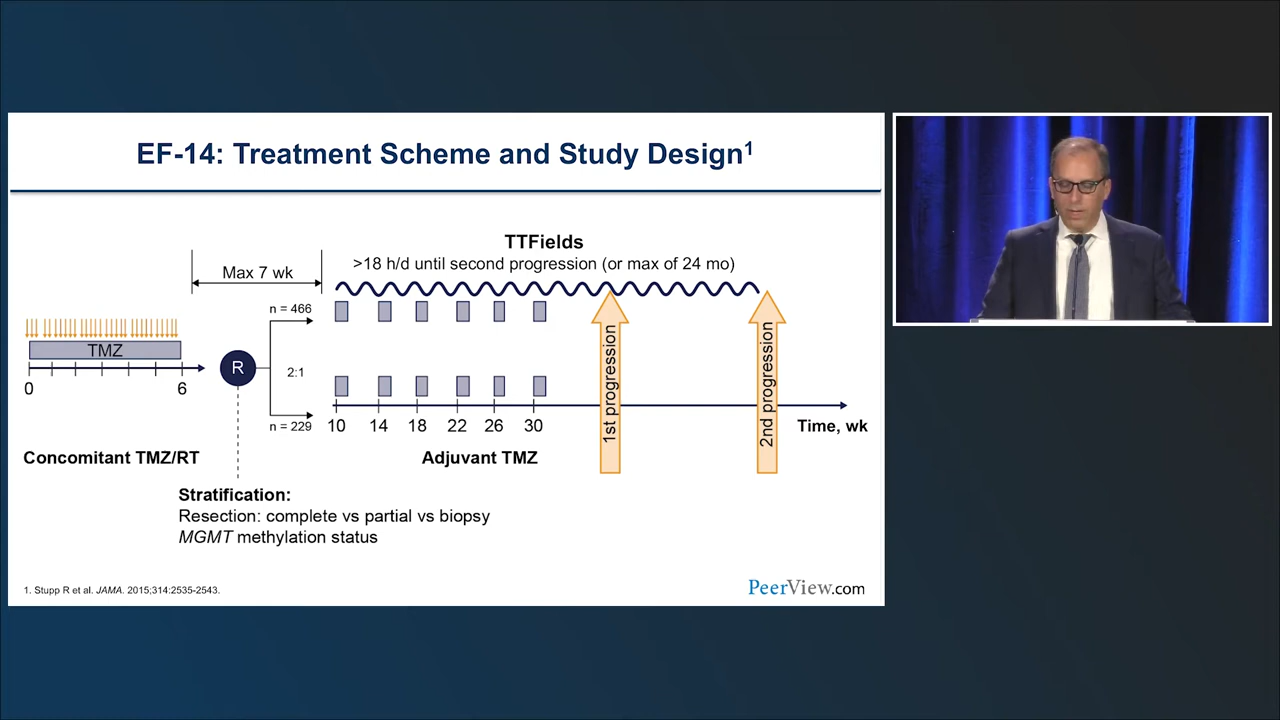 EF-14: Treatment Scheme and Study Design1
TTFields
>18 h/d until second progression (or max of 24 mo)
Max 7 wk
n = 466
TMZ
R
2:1
0
6
n = 229
10 14 18 22 26 30
1st progression
2nd progression
Time, wk
Concomitant TMZ/RT
Adjuvant TMZ
Stratification:
Resection: complete vs partial vs biopsy
MGMT methylation status
1. Stupp R et al. JAMA. 2015;314:2535-2543.
PeerView.com